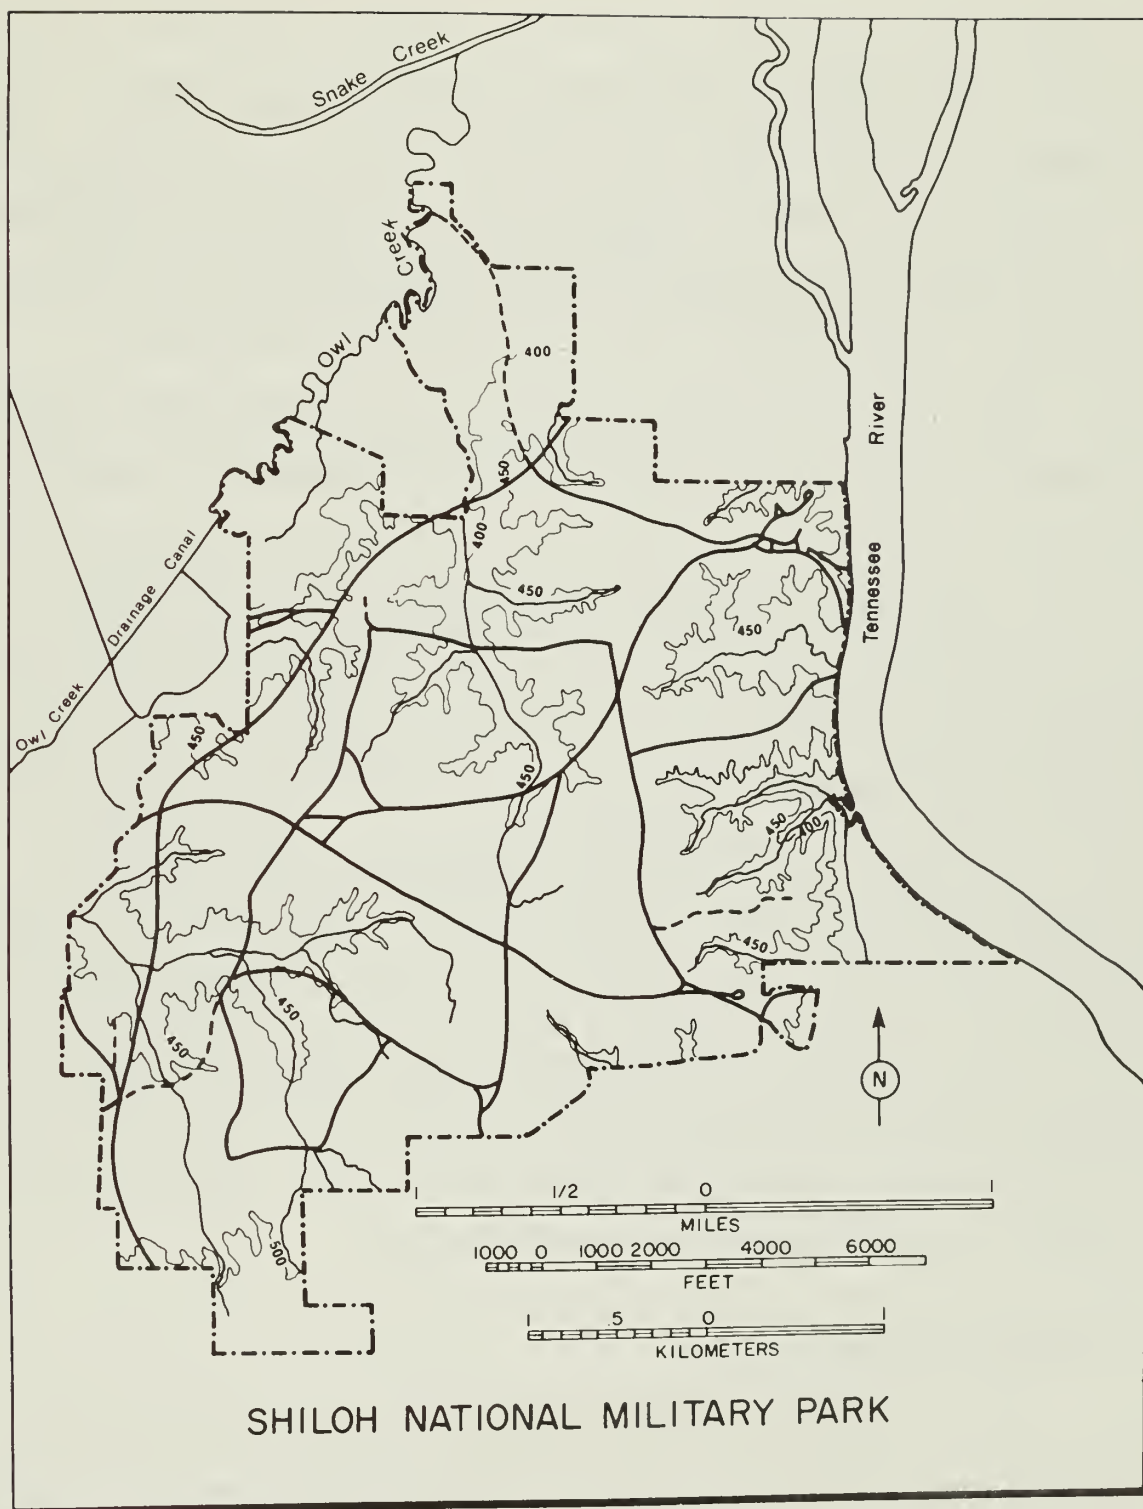 Snake Creek
Owl Creek
400
450
400
450
450
Tennessee River
Owl Creek Drainage Canal
450
450
450
400
450
450
450
500
N
1 1/2 0 1
MILES
1000 0 1000 2000 4000 6000
FEET
1 .5 0 1
KILOMETERS
SHILOH NATIONAL MILITARY PARK